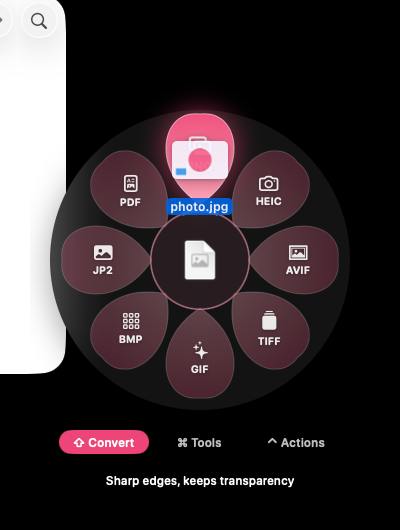 photo.jpg
PDF
HEIC
JP2
AVIF
BMP
TIFF
GIF
⇧ Convert
⌘ Tools
^ Actions
Sharp edges, keeps transparency